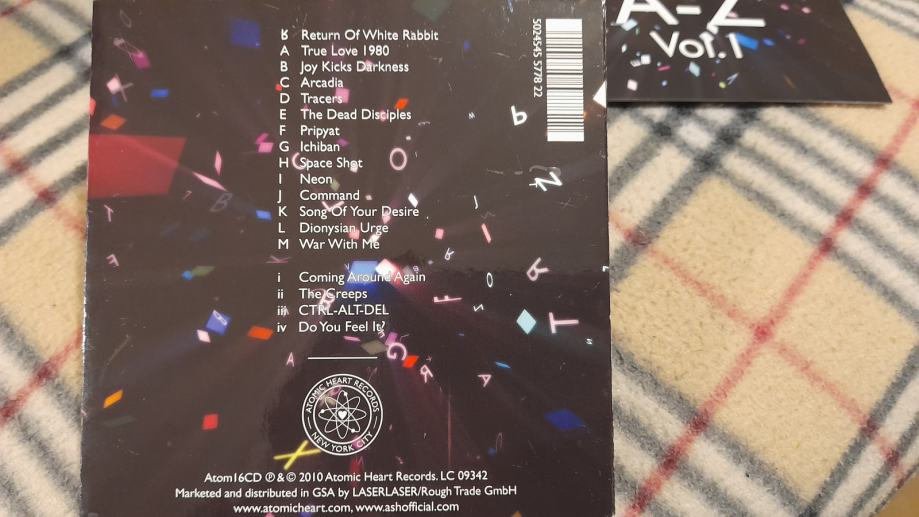 Я Return Of White Rabbit
A True Love 1980
B Joy Kicks Darkness
C Arcadia
D Tracers
E The Dead Disciples
F Pripyat
G Ichiban
H Space Shot
I Neon
J Command
K Song Of Your Desire
L Dionysian Urge
M War With Me
i Coming Around Again
ii The Creeps
iii CTRL-ALT-DEL
iv Do You Feel It?
ATOMIC HEART RECORDS
NEW YORK CITY
Atom16CD ℗ & © 2010 Atomic Heart Records. LC 09342
Marketed and distributed in GSA by LASERLASER/Rough Trade GmbH
www.atomicheart.com, www.ashofficial.com
5024545 5778 22
A-Z
Vol.1